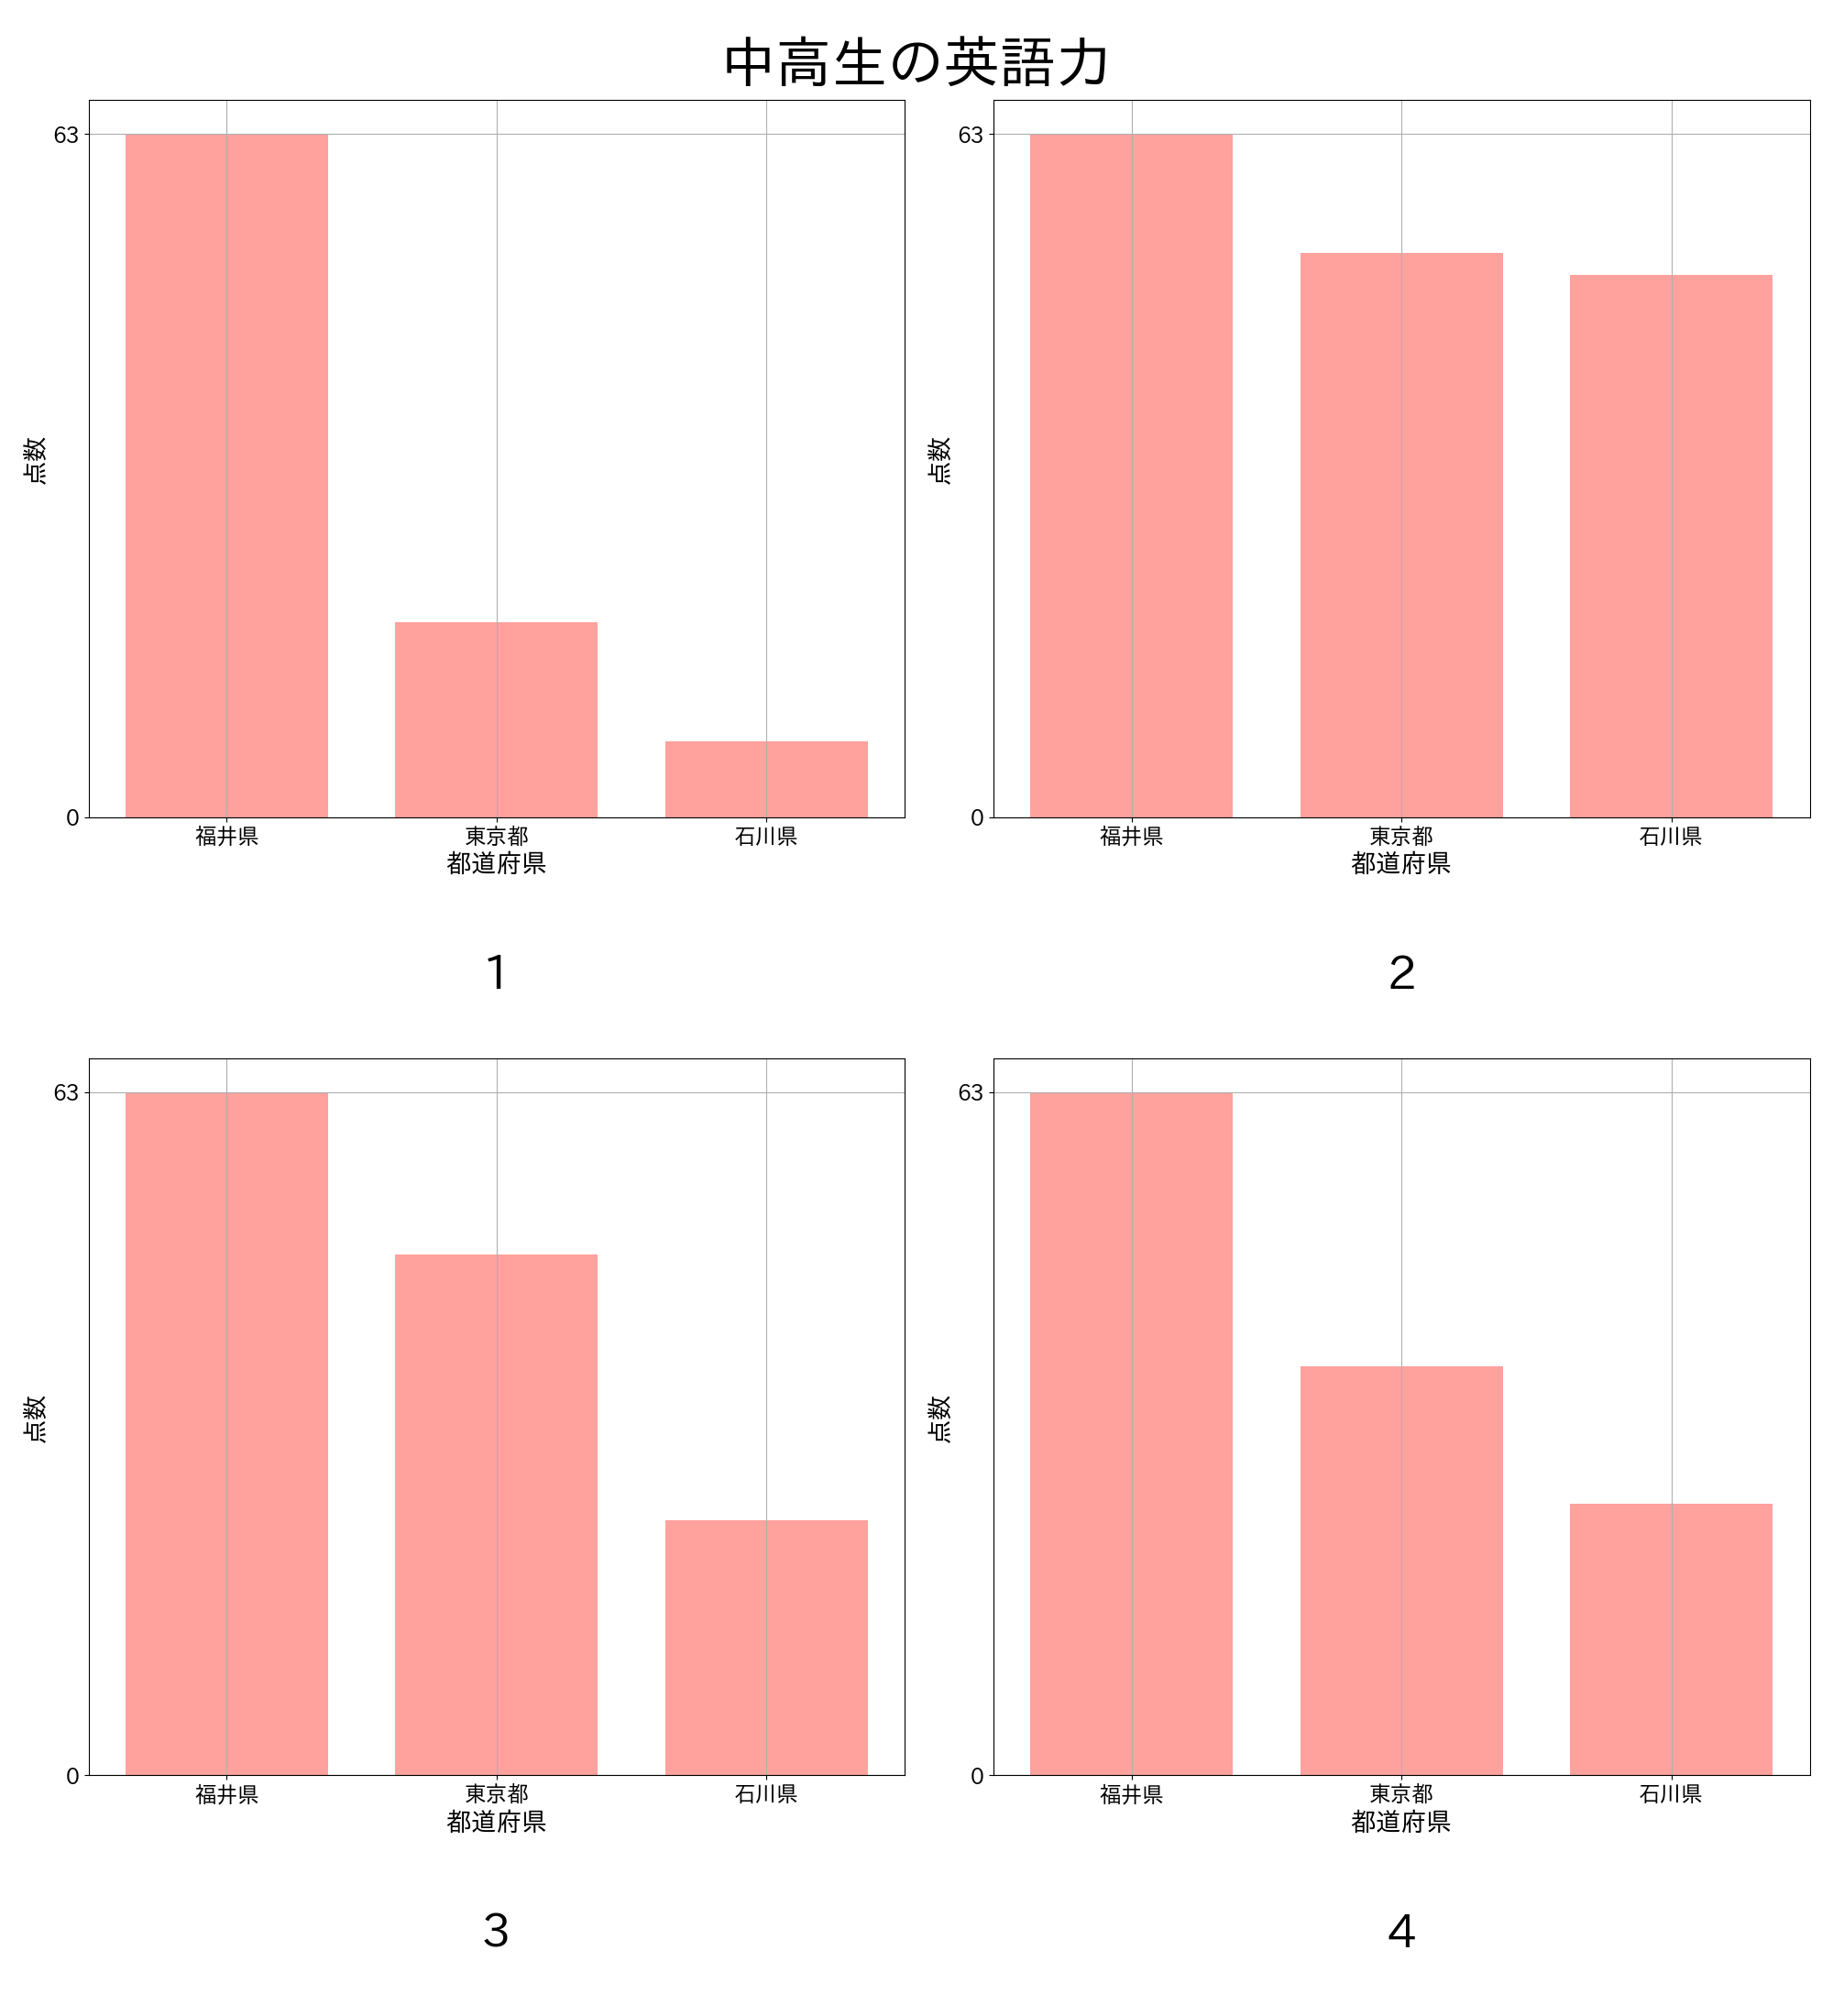 中高生の英語力
63
0
点数
福井県 東京都 石川県
都道府県
1
63
0
点数
福井県 東京都 石川県
都道府県
2
63
0
点数
福井県 東京都 石川県
都道府県
3
63
0
点数
福井県 東京都 石川県
都道府県
4